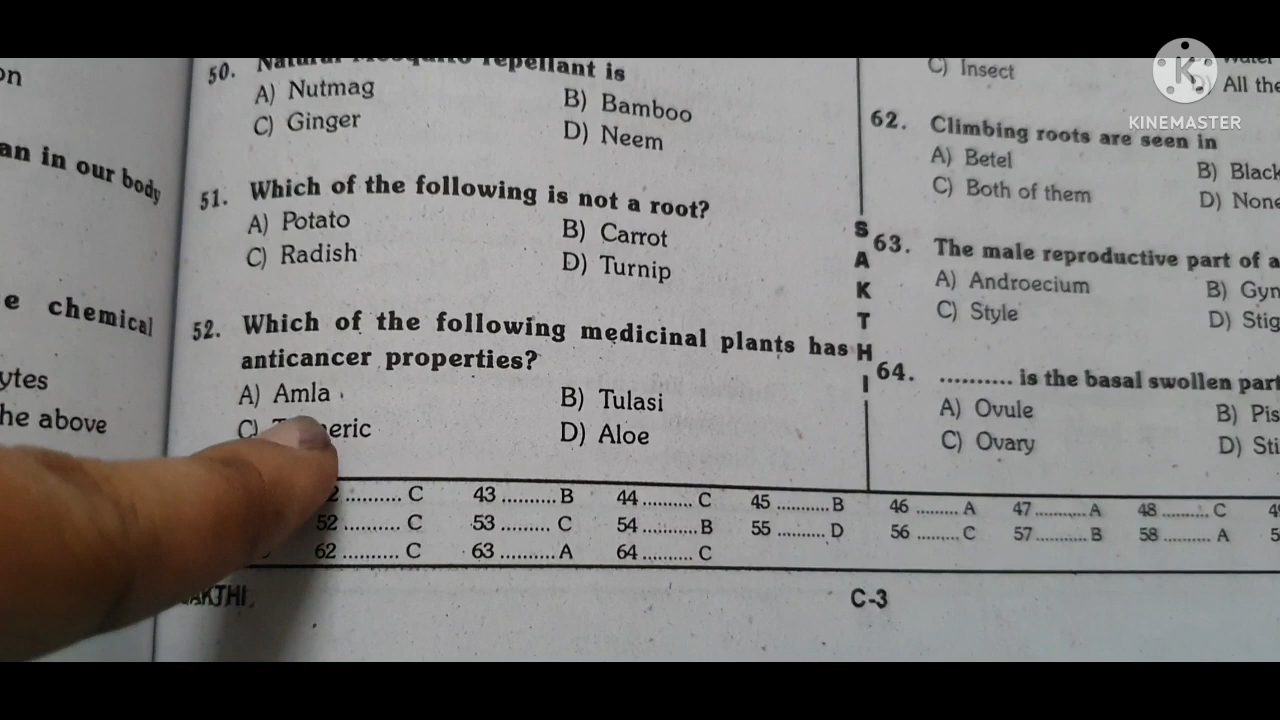 on
an in our body
e chemical
ytes
he above
50. Natural repellant is
A) Nutmag
B) Bamboo
C) Ginger
D) Neem
51. Which of the following is not a root?
A) Potato
B) Carrot
C) Radish
D) Turnip
52. Which of the following medicinal plants has
anticancer properties?
A) Amla
B) Tulasi
C) eric
D) Aloe
S
A
K
T
H
I
C) Insect
All the
62. Climbing roots are seen in
A) Betel
B) Black
C) Both of them
D) None
63. The male reproductive part of a
A) Androecium
B) Gyn
C) Style
D) Stig
64. .......... is the basal swollen part
A) Ovule
B) Pis
C) Ovary
D) Sti
2 .......... C 43 .......... B 44 .......... C 45 ........... B 46 ......... A 47 ........... A 48 .......... C 4
52 .......... C 53 ......... C 54 ........... B 55 .......... D 56 ......... C 57 ........... B 58 .......... A 5
62 .......... C 63 .......... A 64 .......... C
AKTHI
C-3
KINEMASTER